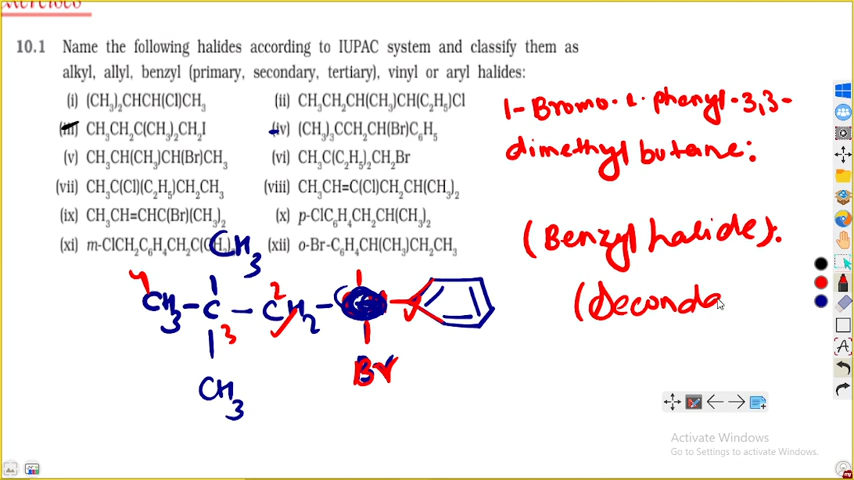 Exercises
10.1 Name the following halides according to IUPAC system and classify them as
alkyl, allyl, benzyl (primary, secondary, tertiary), vinyl or aryl halides:
(i) (CH₃)₂CHCH(Cl)CH₃ (ii) CH₃CH₂CH(CH₃)CH(C₂H₅)Cl
(iii) CH₃CH₂C(CH₃)₂CH₂I (iv) (CH₃)₃CCH₂CH(Br)C₆H₅
(v) CH₃CH(CH₃)CH(Br)CH₃ (vi) CH₃C(C₂H₅)₂CH₂Br
(vii) CH₃C(Cl)(C₂H₅)CH₂CH₃ (viii) CH₃CH=C(Cl)CH₂CH(CH₃)₂
(ix) CH₃CH=CHC(Br)(CH₃)₂ (x) p-ClC₆H₄CH₂CH(CH₃)₂
(xi) m-ClCH₂C₆H₄CH₂C(CH₃)₃ (xii) o-Br-C₆H₄CH(CH₃)CH₂CH₃
1-Bromo-1-phenyl-3,3-
dimethyl butane:
(Benzyl halide):
(Seconda
CH₃
4 2
CH₃-C-CH₂-
3
Br
CH₃
Activate Windows
Go to Settings to activate Windows.